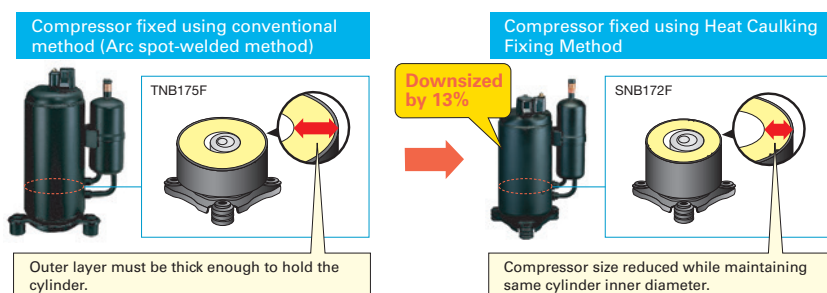 Compressor fixed using conventional
method (Arc spot-welded method)
TNB175F
Outer layer must be thick enough to hold the
cylinder.
Downsized
by 13%
Compressor fixed using Heat Caulking
Fixing Method
SNB172F
Compressor size reduced while maintaining
same cylinder inner diameter.